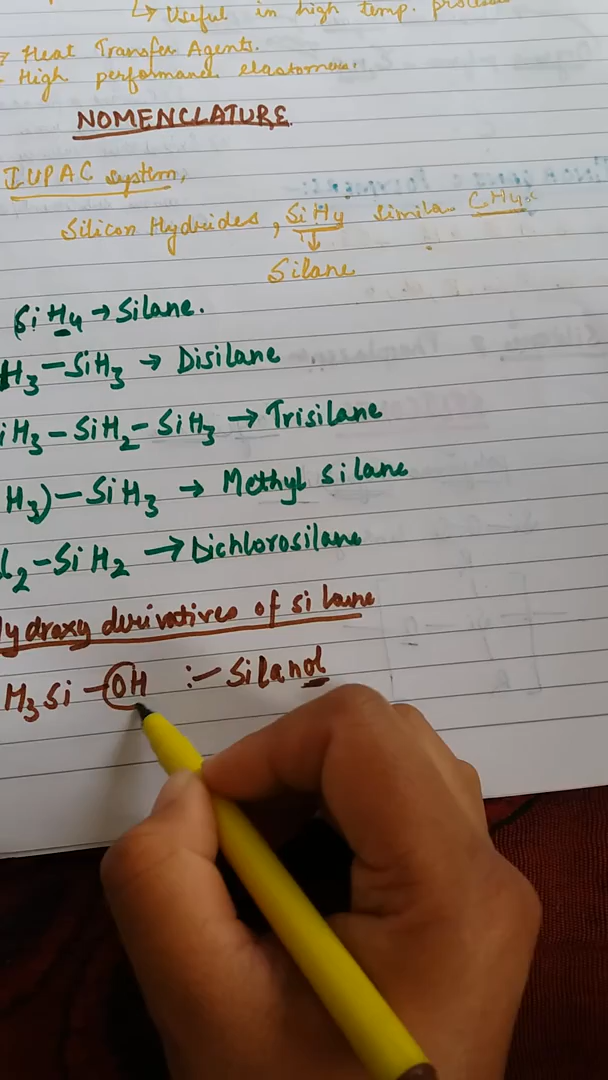 ↳ Useful in high temp.
Heat Transfer Agents.
High performance elastomers.
NOMENCLATURE
IUPAC system,
Silicon Hydrides, SiH4 similar CH4.
↓
Silane
SiH4 → Silane.
H3 – SiH3 → Disilane
iH3 – SiH2 – SiH3 → Trisilane
H3) – SiH3 → Methyl silane
l2 – SiH2 → Dichlorosilane
ydroxy derivatives of silane
H3Si – OH :– Silanol